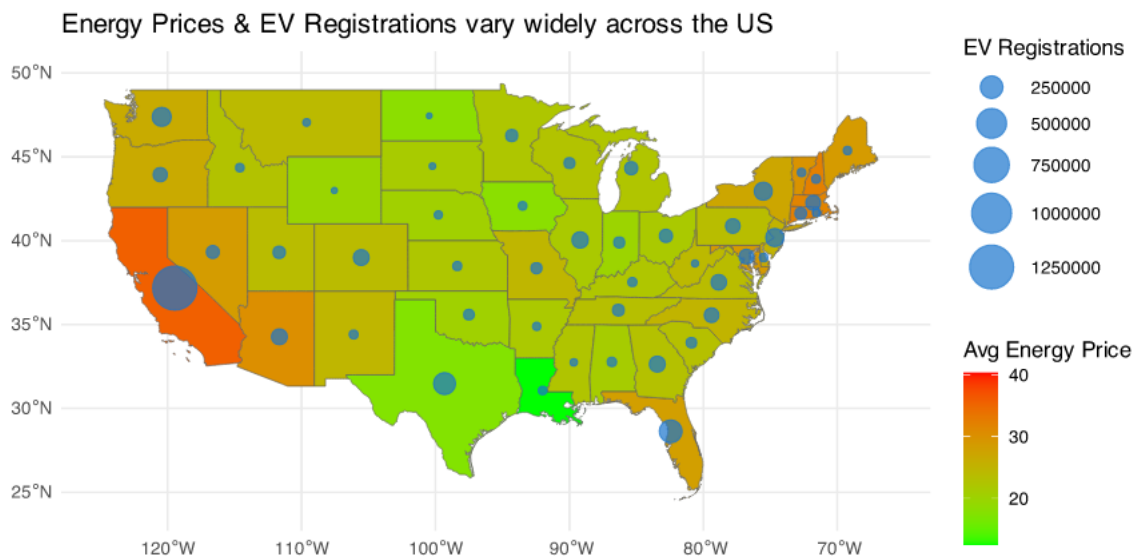 Energy Prices & EV Registrations vary widely across the US
50°N
45°N
40°N
35°N
30°N
25°N
120°W
110°W
100°W
90°W
80°W
70°W
EV Registrations
250000
500000
750000
1000000
1250000
Avg Energy Price
40
30
20